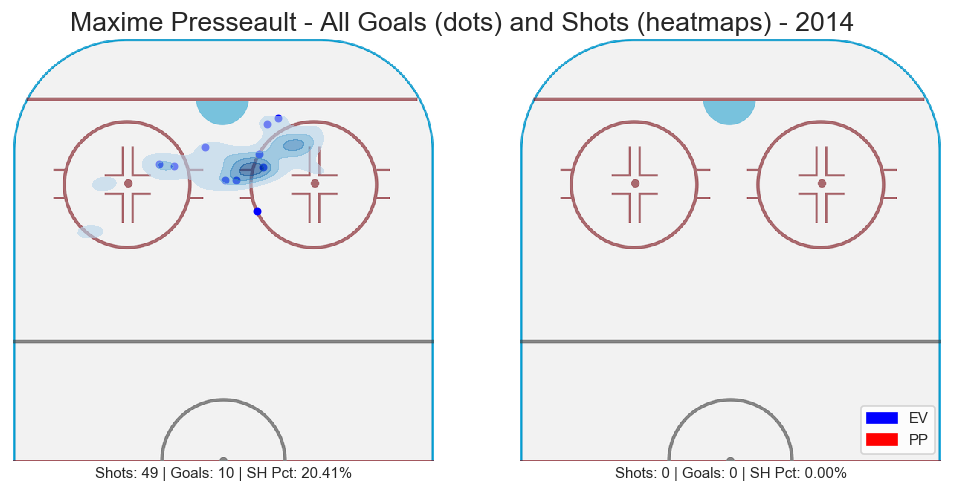 Maxime Presseault - All Goals (dots) and Shots (heatmaps) - 2014
EV
PP
Shots: 49 | Goals: 10 | SH Pct: 20.41%
Shots: 0 | Goals: 0 | SH Pct: 0.00%